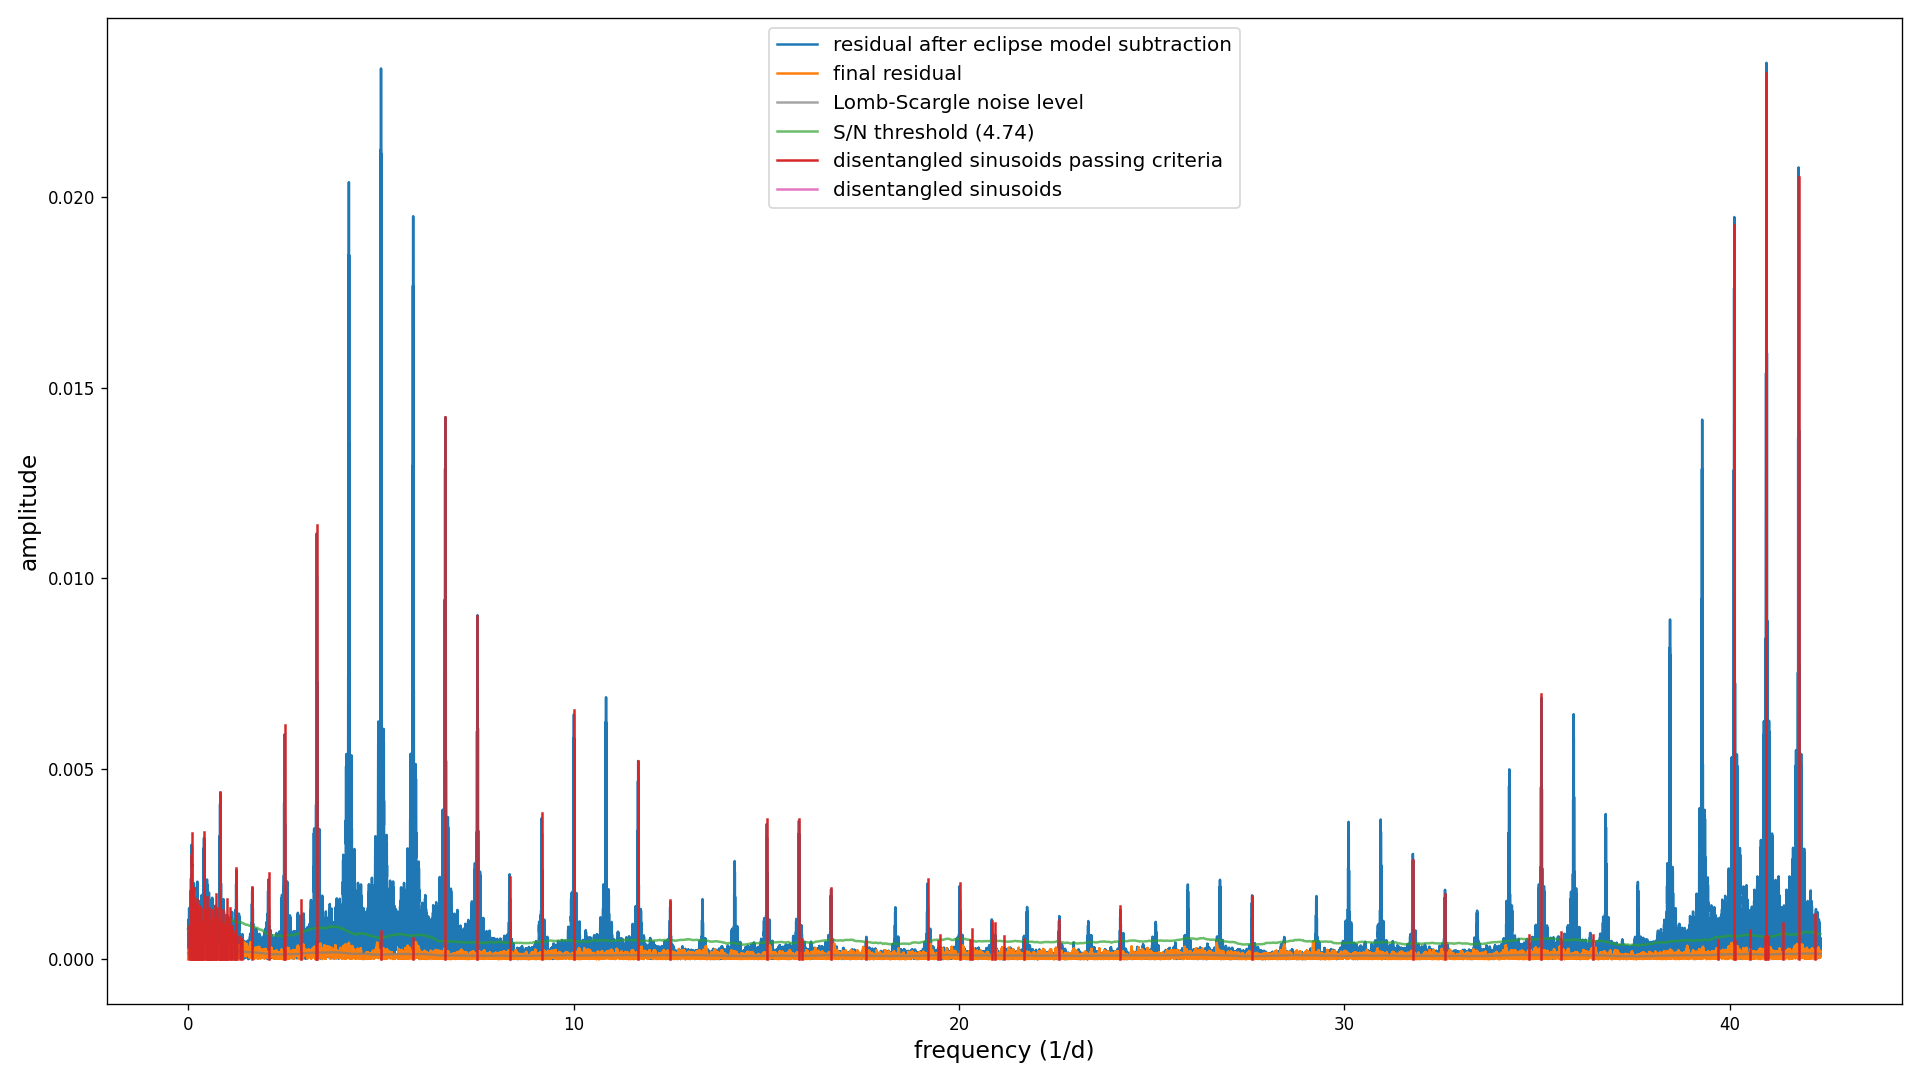 residual after eclipse model subtraction
final residual
Lomb-Scargle noise level
S/N threshold (4.74)
disentangled sinusoids passing criteria
disentangled sinusoids
0.020
0.015
0.010
0.005
0.000
amplitude
0 10 20 30 40
frequency (1/d)